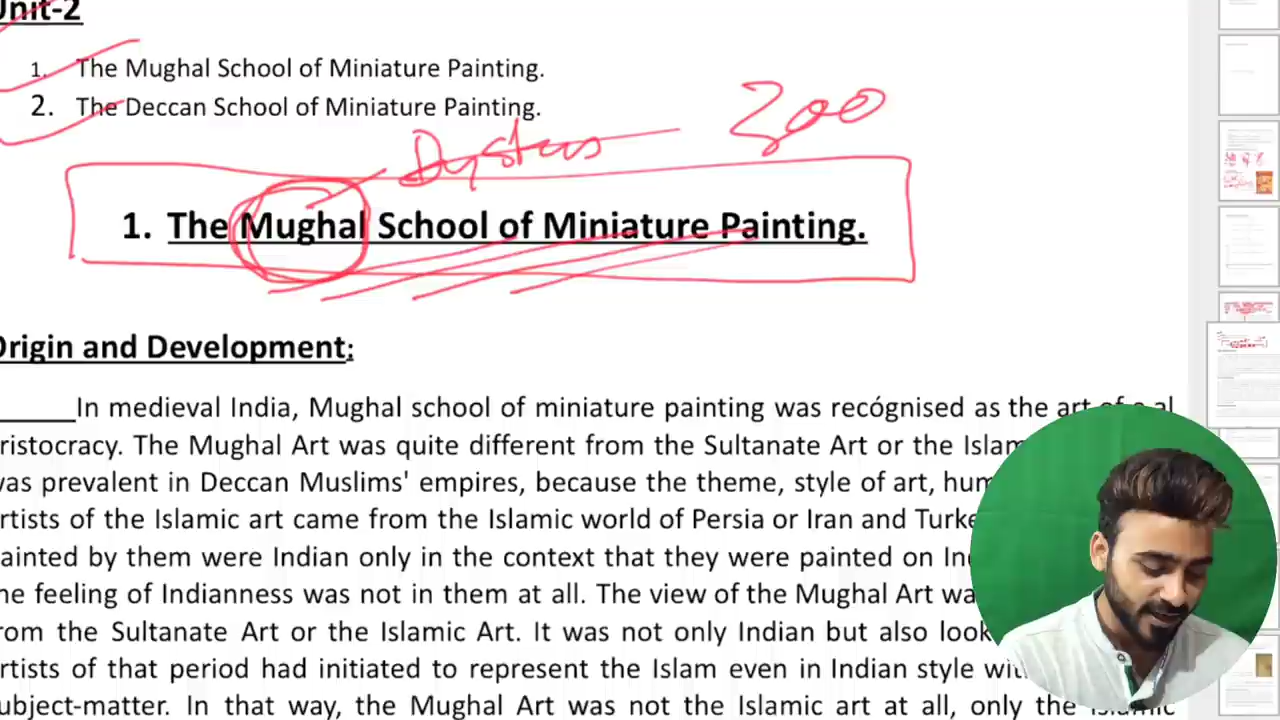 Unit-2
1. The Mughal School of Miniature Painting.
2. The Deccan School of Miniature Painting.
300
1. The Mughal School of Miniature Painting.
Origin and Development:
In medieval India, Mughal school of miniature painting was recógnised as the art of
ristocracy. The Mughal Art was quite different from the Sultanate Art or the Islam
was prevalent in Deccan Muslims' empires, because the theme, style of art, hum
rtists of the Islamic art came from the Islamic world of Persia or Iran and Turke
ainted by them were Indian only in the context that they were painted on In
he feeling of Indianness was not in them at all. The view of the Mughal Art wa
rom the Sultanate Art or the Islamic Art. It was not only Indian but also look
rtists of that period had initiated to represent the Islam even in Indian style wit
ubject-matter. In that way, the Mughal Art was not the Islamic art at all, only the Islamic